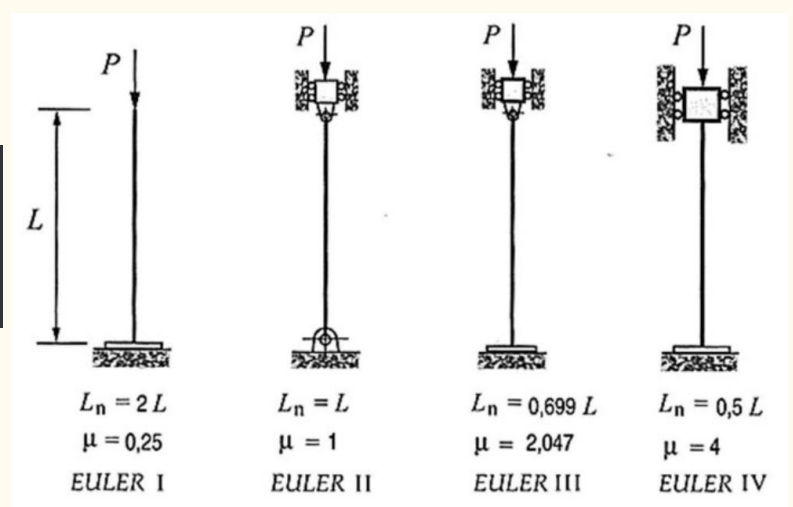 P
P
P
P
L
Lₙ = 2 L
μ = 0,25
EULER I
Lₙ = L
μ = 1
EULER II
Lₙ = 0,699 L
μ = 2,047
EULER III
Lₙ = 0,5 L
μ = 4
EULER IV